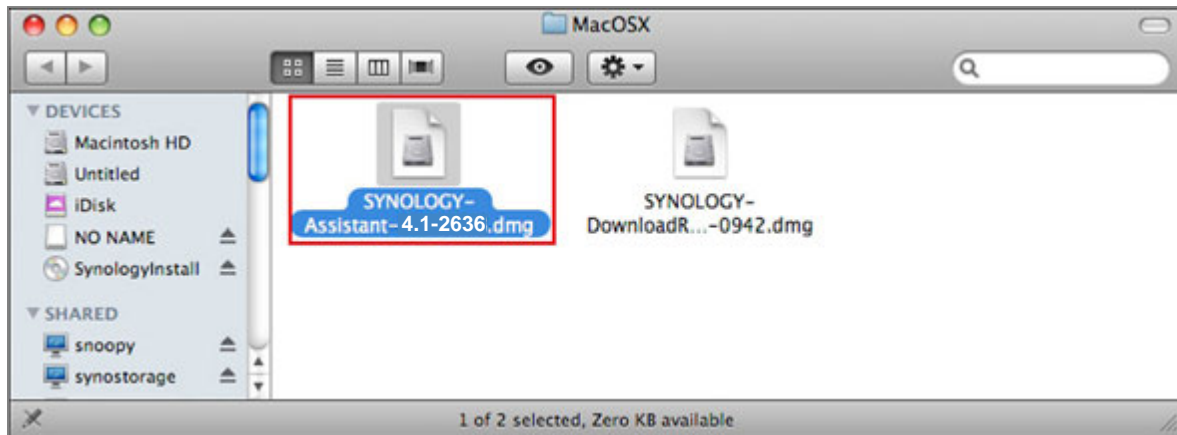 MacOSX
DEVICES
Macintosh HD
Untitled
iDisk
NO NAME
SynologyInstall
SHARED
snoopy
synostorage
SYNOLOGY-
Assistant-4.1-2636.dmg
SYNOLOGY-
DownloadR...-0942.dmg
1 of 2 selected, Zero KB available